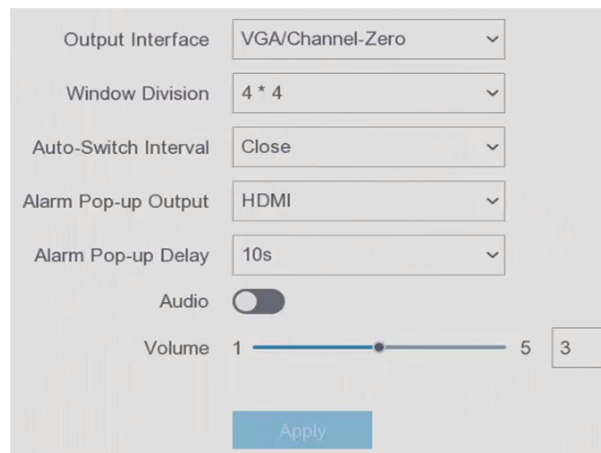 Output Interface VGA/Channel-Zero
Window Division 4 * 4
Auto-Switch Interval Close
Alarm Pop-up Output HDMI
Alarm Pop-up Delay 10s
Audio
Volume 1 5 3
Apply